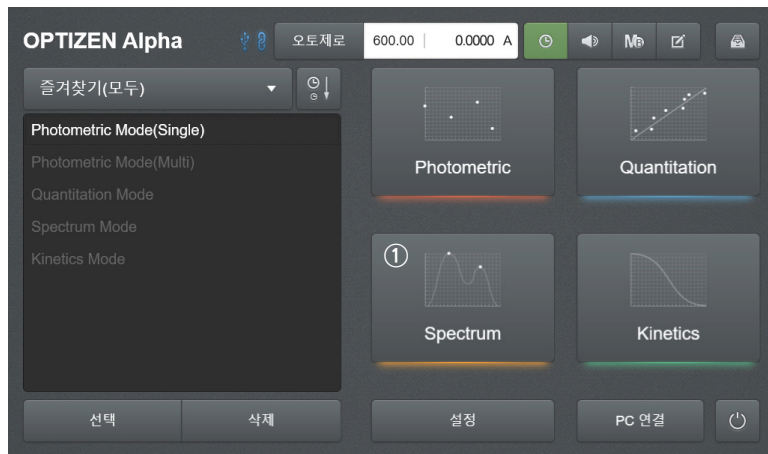 OPTIZEN Alpha
오토제로
600.00
0.0000 A
즐겨찾기(모두)
Photometric Mode(Single)
Photometric Mode(Multi)
Quantitation Mode
Spectrum Mode
Kinetics Mode
선택
삭제
Photometric
Quantitation
①
Spectrum
Kinetics
설정
PC 연결